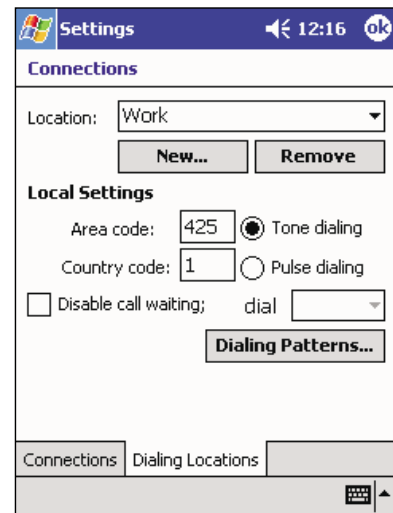 Settings 12:16 ok
Connections
Location: Work
New... Remove
Local Settings
Area code: 425 Tone dialing
Country code: 1 Pulse dialing
Disable call waiting; dial
Dialing Patterns...
Connections Dialing Locations